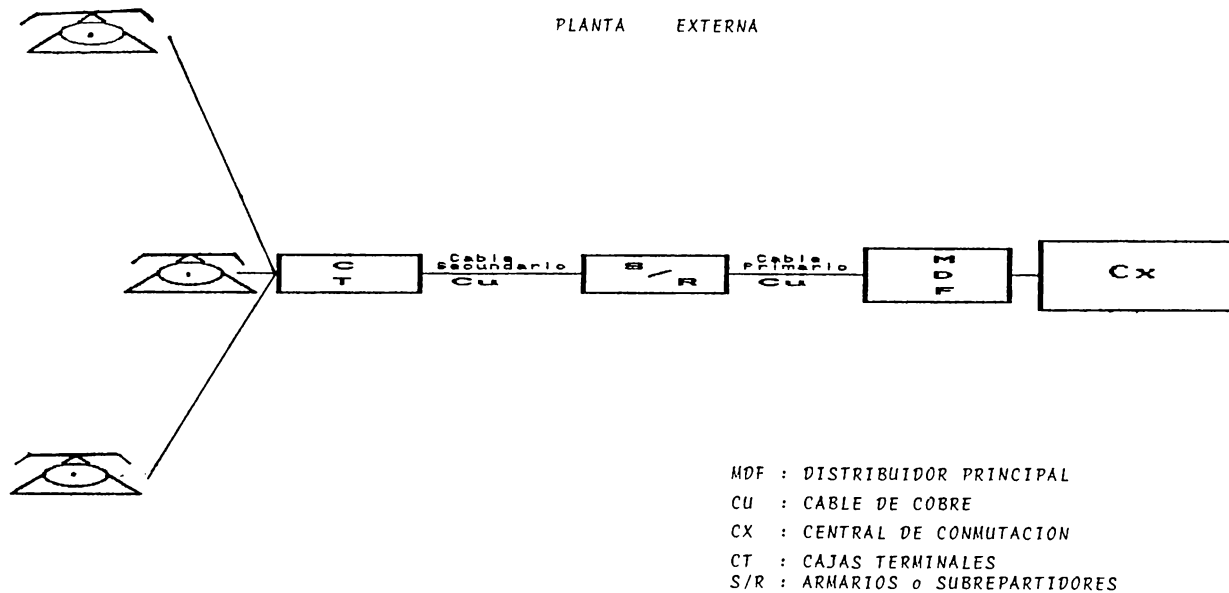 PLANTA EXTERNA
C
T
Cable
Secundario
Cu
S/R
Cable
Primario
Cu
M
D
F
Cx
MDF : DISTRIBUIDOR PRINCIPAL
CU : CABLE DE COBRE
CX : CENTRAL DE CONMUTACION
CT : CAJAS TERMINALES
S/R : ARMARIOS o SUBREPARTIDORES